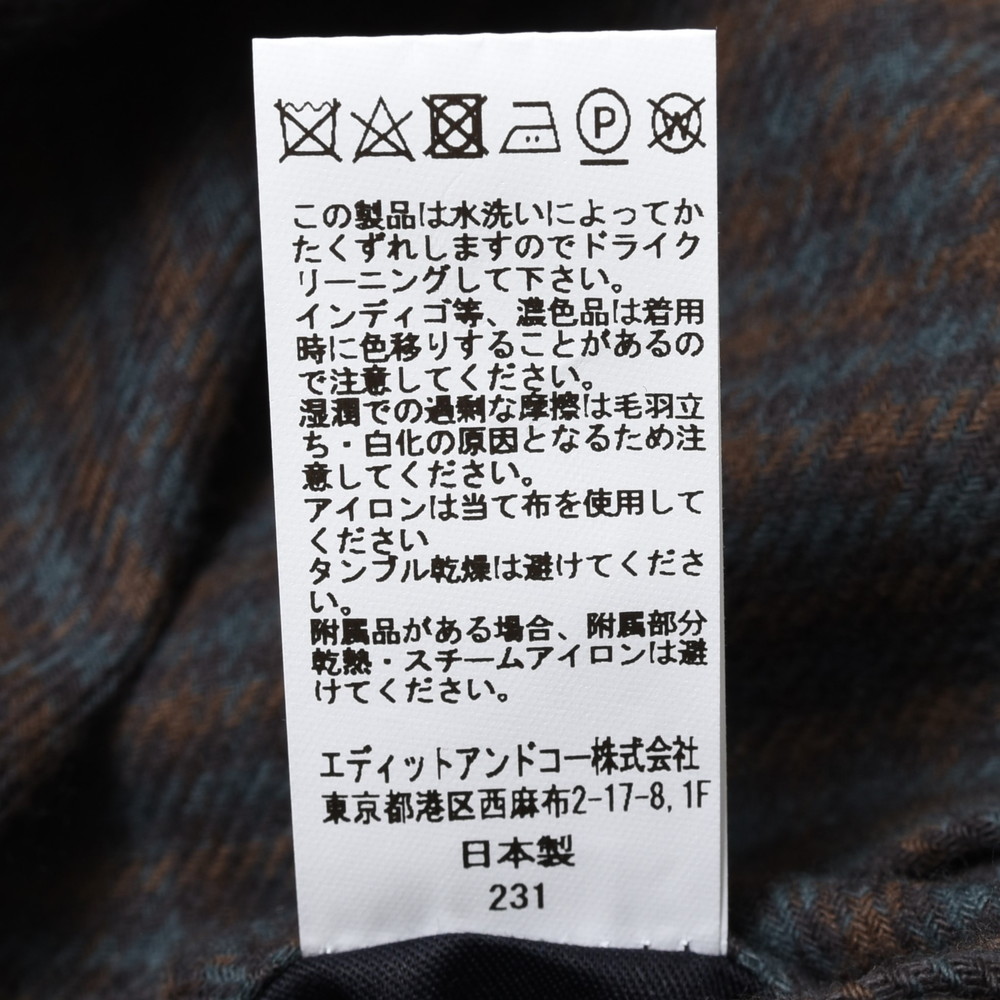 P W
この製品は水洗いによってか
たくずれしますのでドライク
リーニングして下さい。
インディゴ等、濃色品は着用
時に色移りすることがあるの
で注意してください。
湿潤での過剰な摩擦は毛羽立
ち・白化の原因となるため注
意してください。
アイロンは当て布を使用して
ください
タンブル乾燥は避けてくださ
い。
附属品がある場合、附属部分
乾熱・スチームアイロンは避
けてください。
エディットアンドコー株式会社
東京都港区西麻布2-17-8,1F
日本製
231